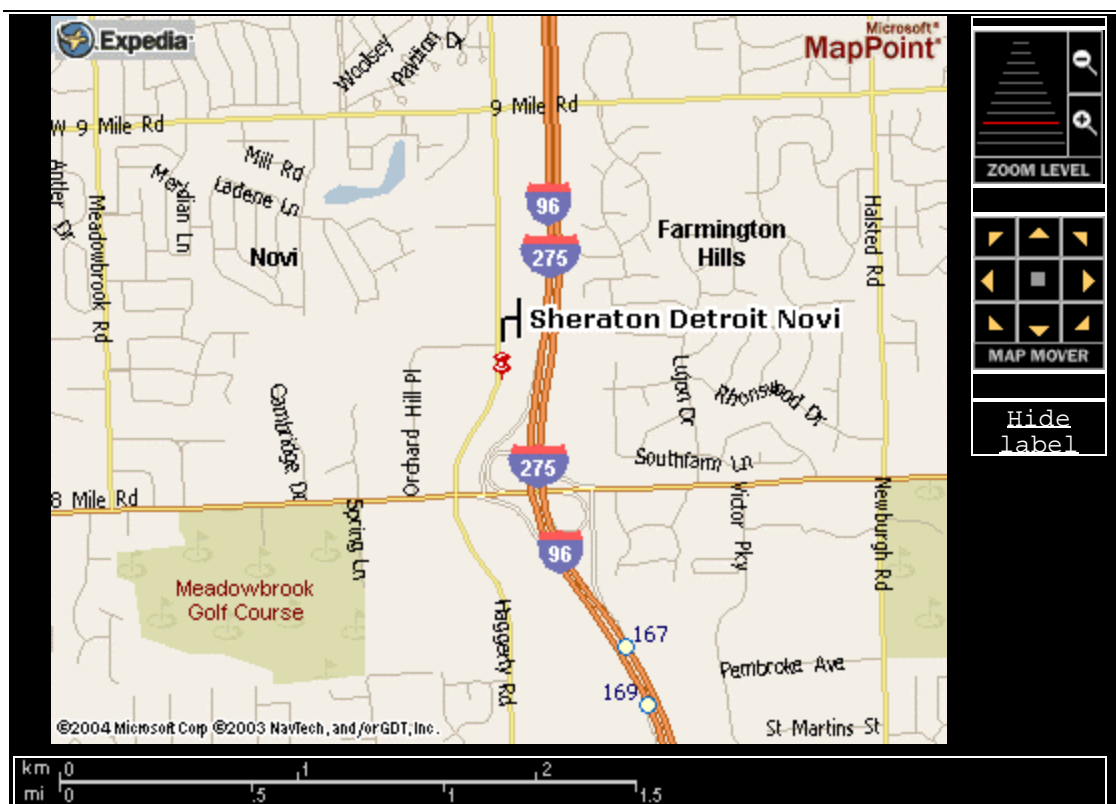 Expedia
Microsoft®
MapPoint®
Woolsey
Pavilion Dr
9 Mile Rd
W 9 Mile Rd
Mill Rd
Meridian Ln
Ladene Ln
Antler Dr
Meadowbrook Rd
Novi
96
275
Farmington
Hills
Halsted Rd
ZOOM LEVEL
Sheraton Detroit Novi
MAP MOVER
Hide
label
Orchard Hill Pl
Cambridge Dr
Lujon Dr
Rhonswood Dr
275
Southfarm Ln
8 Mile Rd
Spring Ln
Victor Pky
Newburgh Rd
96
Meadowbrook
Golf Course
Haggerty Rd
167
Pembroke Ave
169
St Martins St
©2004 Microsoft Corp ©2003 NavTech, and/or GDT, Inc.
km 0 1 2
mi 0 .5 1 1.5